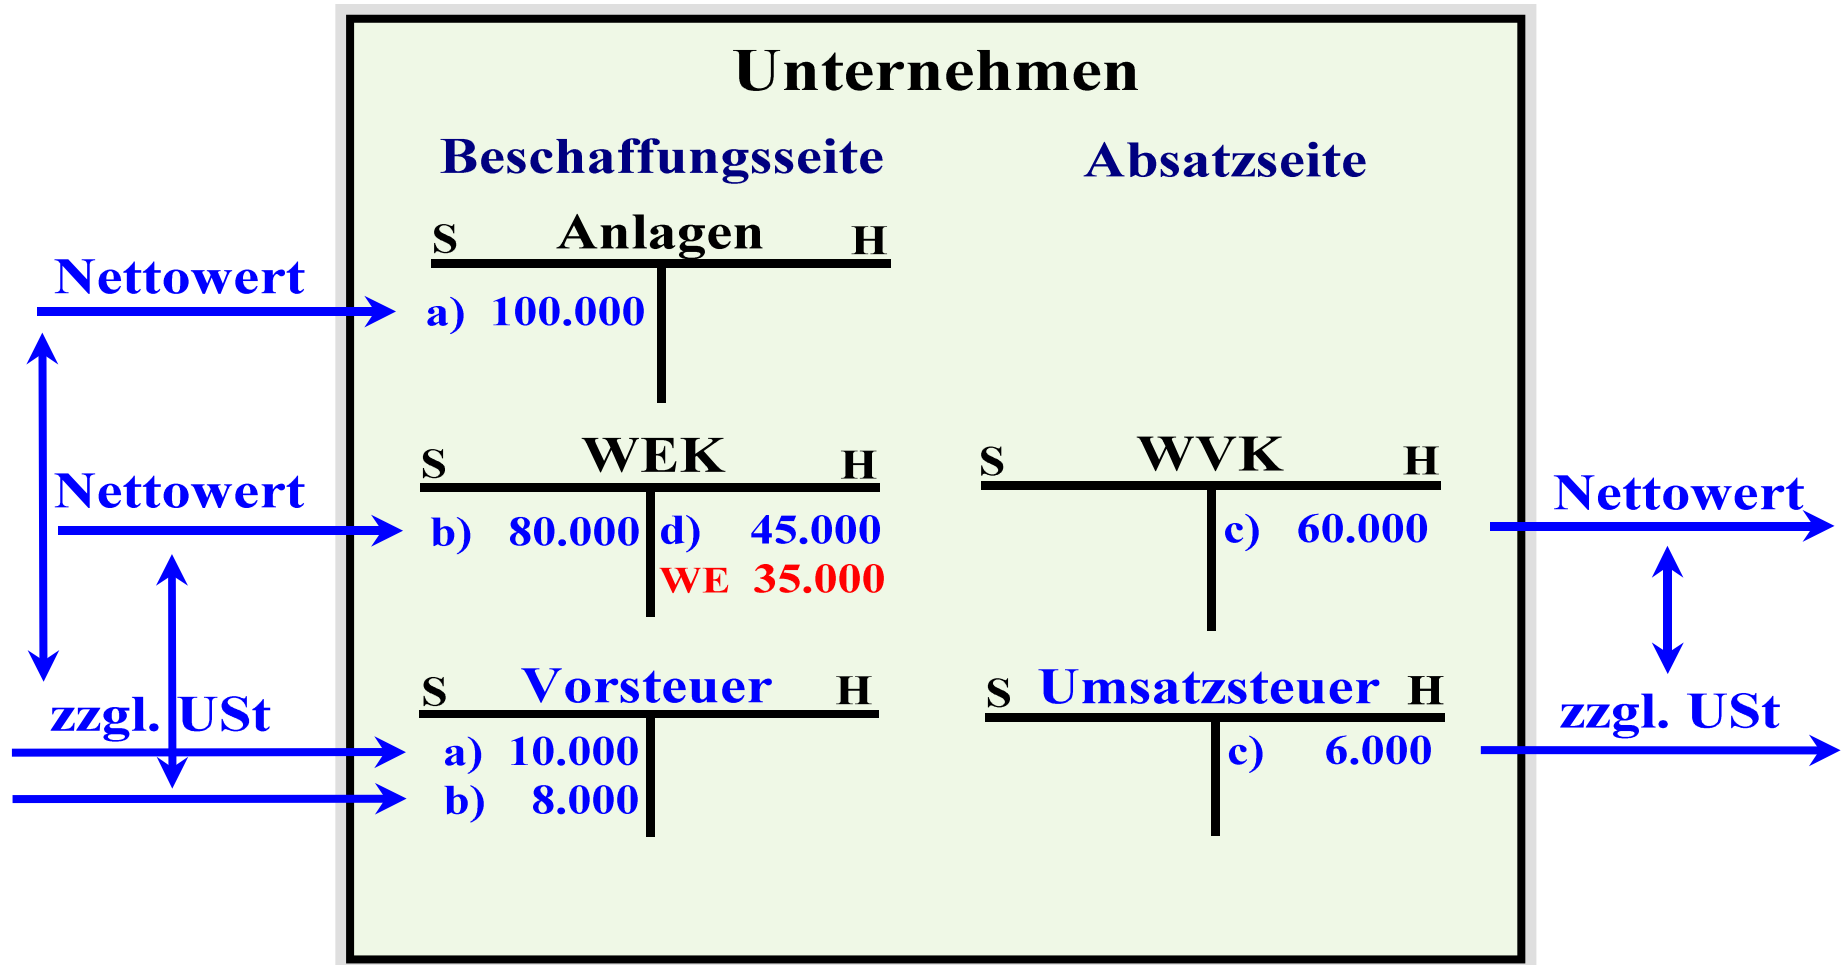 Unternehmen
Beschaffungsseite Absatzseite
S Anlagen H
Nettowert
a) 100.000
S WEK H S WVK H
Nettowert Nettowert
b) 80.000 d) 45.000 c) 60.000
WE 35.000
S Vorsteuer H S Umsatzsteuer H
zzgl. USt zzgl. USt
a) 10.000 c) 6.000
b) 8.000